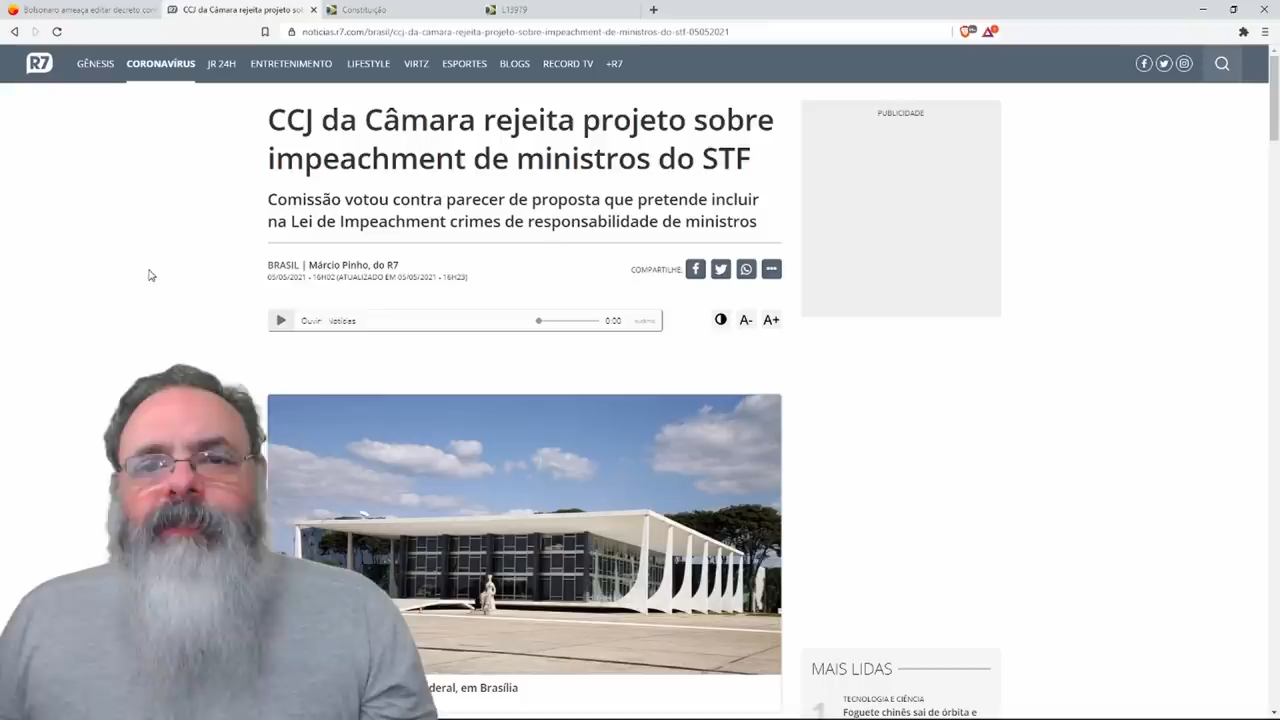 Bolsonaro ameaça editar decreto con
CCJ da Câmara rejeita projeto so
Constituição
L13979
noticias.r7.com/brasil/ccj-da-camara-rejeita-projeto-sobre-impeachment-de-ministros-do-stf-05052021
R7
GÊNESIS
CORONAVÍRUS
JR 24H
ENTRETENIMENTO
LIFESTYLE
VIRTZ
ESPORTES
BLOGS
RECORD TV
+R7
CCJ da Câmara rejeita projeto sobre
impeachment de ministros do STF
PUBLICIDADE
Comissão votou contra parecer de proposta que pretende incluir
na Lei de Impeachment crimes de responsabilidade de ministros
BRASIL | Márcio Pinho, do R7
05/05/2021 - 16H02 (ATUALIZADO EM 05/05/2021 - 16H23)
COMPARTILHE:
Ouvir: Notícias
0:00
A-
A+
deral, em Brasília
MAIS LIDAS
1
TECNOLOGIA E CIÊNCIA
Foguete chinês sai de órbita e